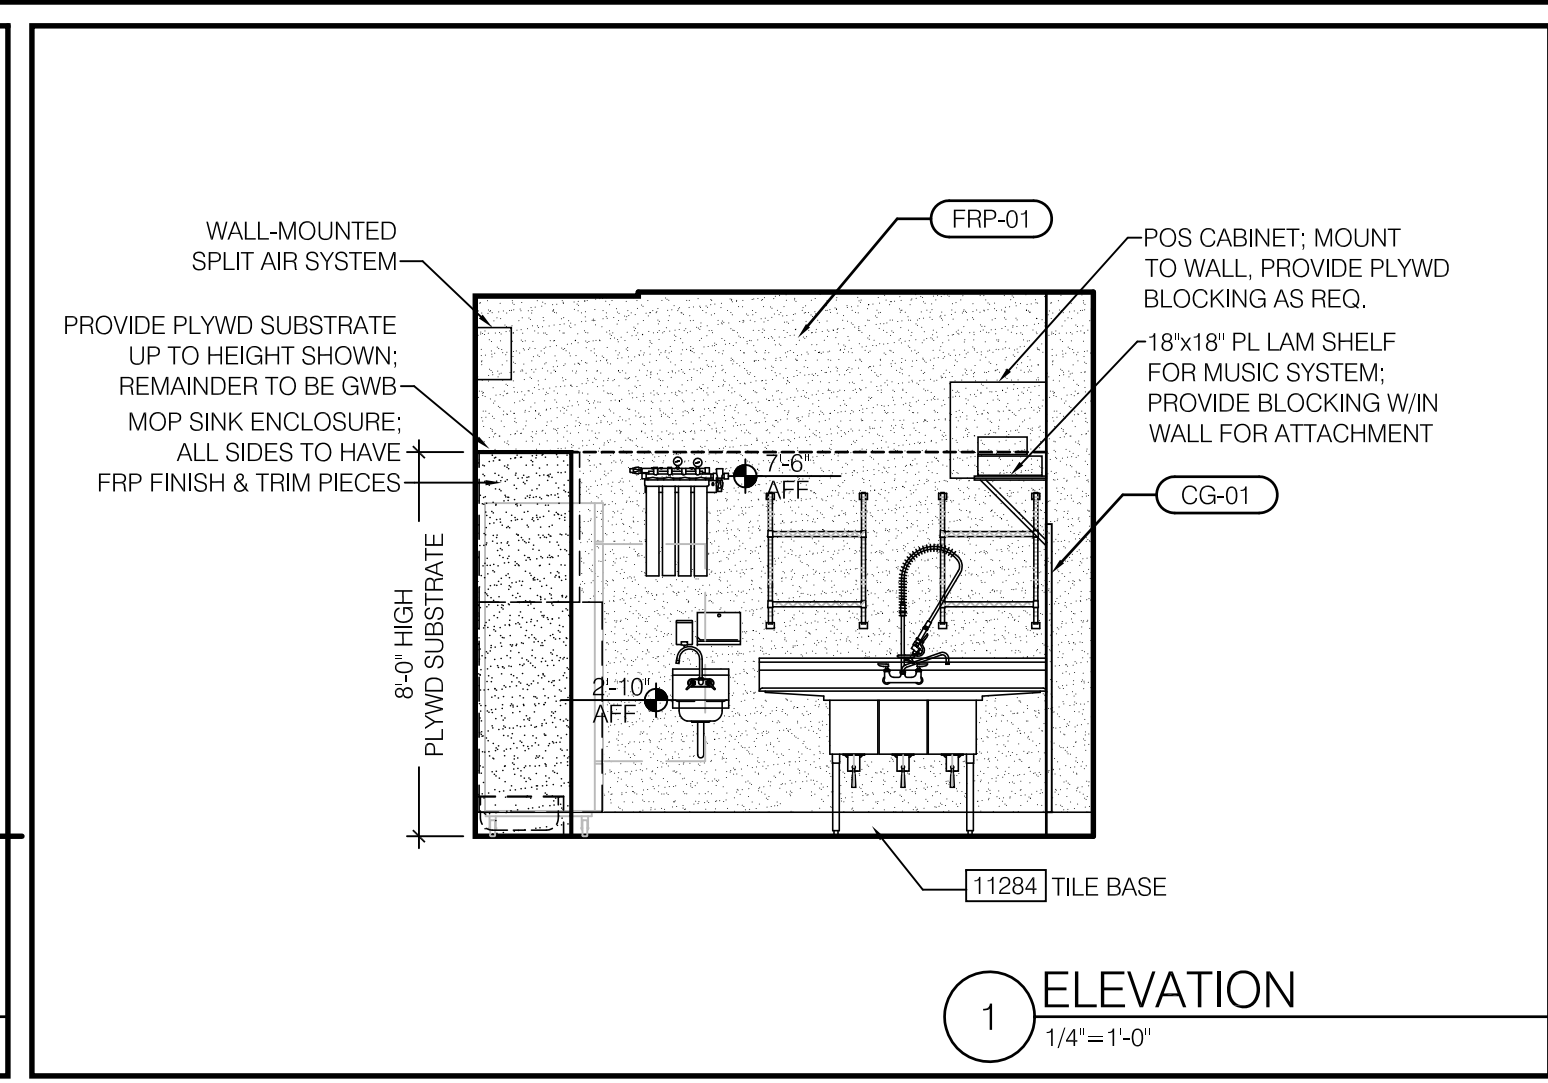 WALL-MOUNTED
SPLIT AIR SYSTEM
PROVIDE PLYWD SUBSTRATE
UP TO HEIGHT SHOWN;
REMAINDER TO BE GWB
MOP SINK ENCLOSURE;
ALL SIDES TO HAVE
FRP FINISH & TRIM PIECES
8'-0" HIGH
PLYWD SUBSTRATE
FRP-01
POS CABINET; MOUNT
TO WALL, PROVIDE PLYWD
BLOCKING AS REQ.
18"x18" PL LAM SHELF
FOR MUSIC SYSTEM;
PROVIDE BLOCKING W/IN
WALL FOR ATTACHMENT
CG-01
7'-6"
AFF
2'-10"
AFF
11284 TILE BASE
1 ELEVATION
1/4"=1'-0"